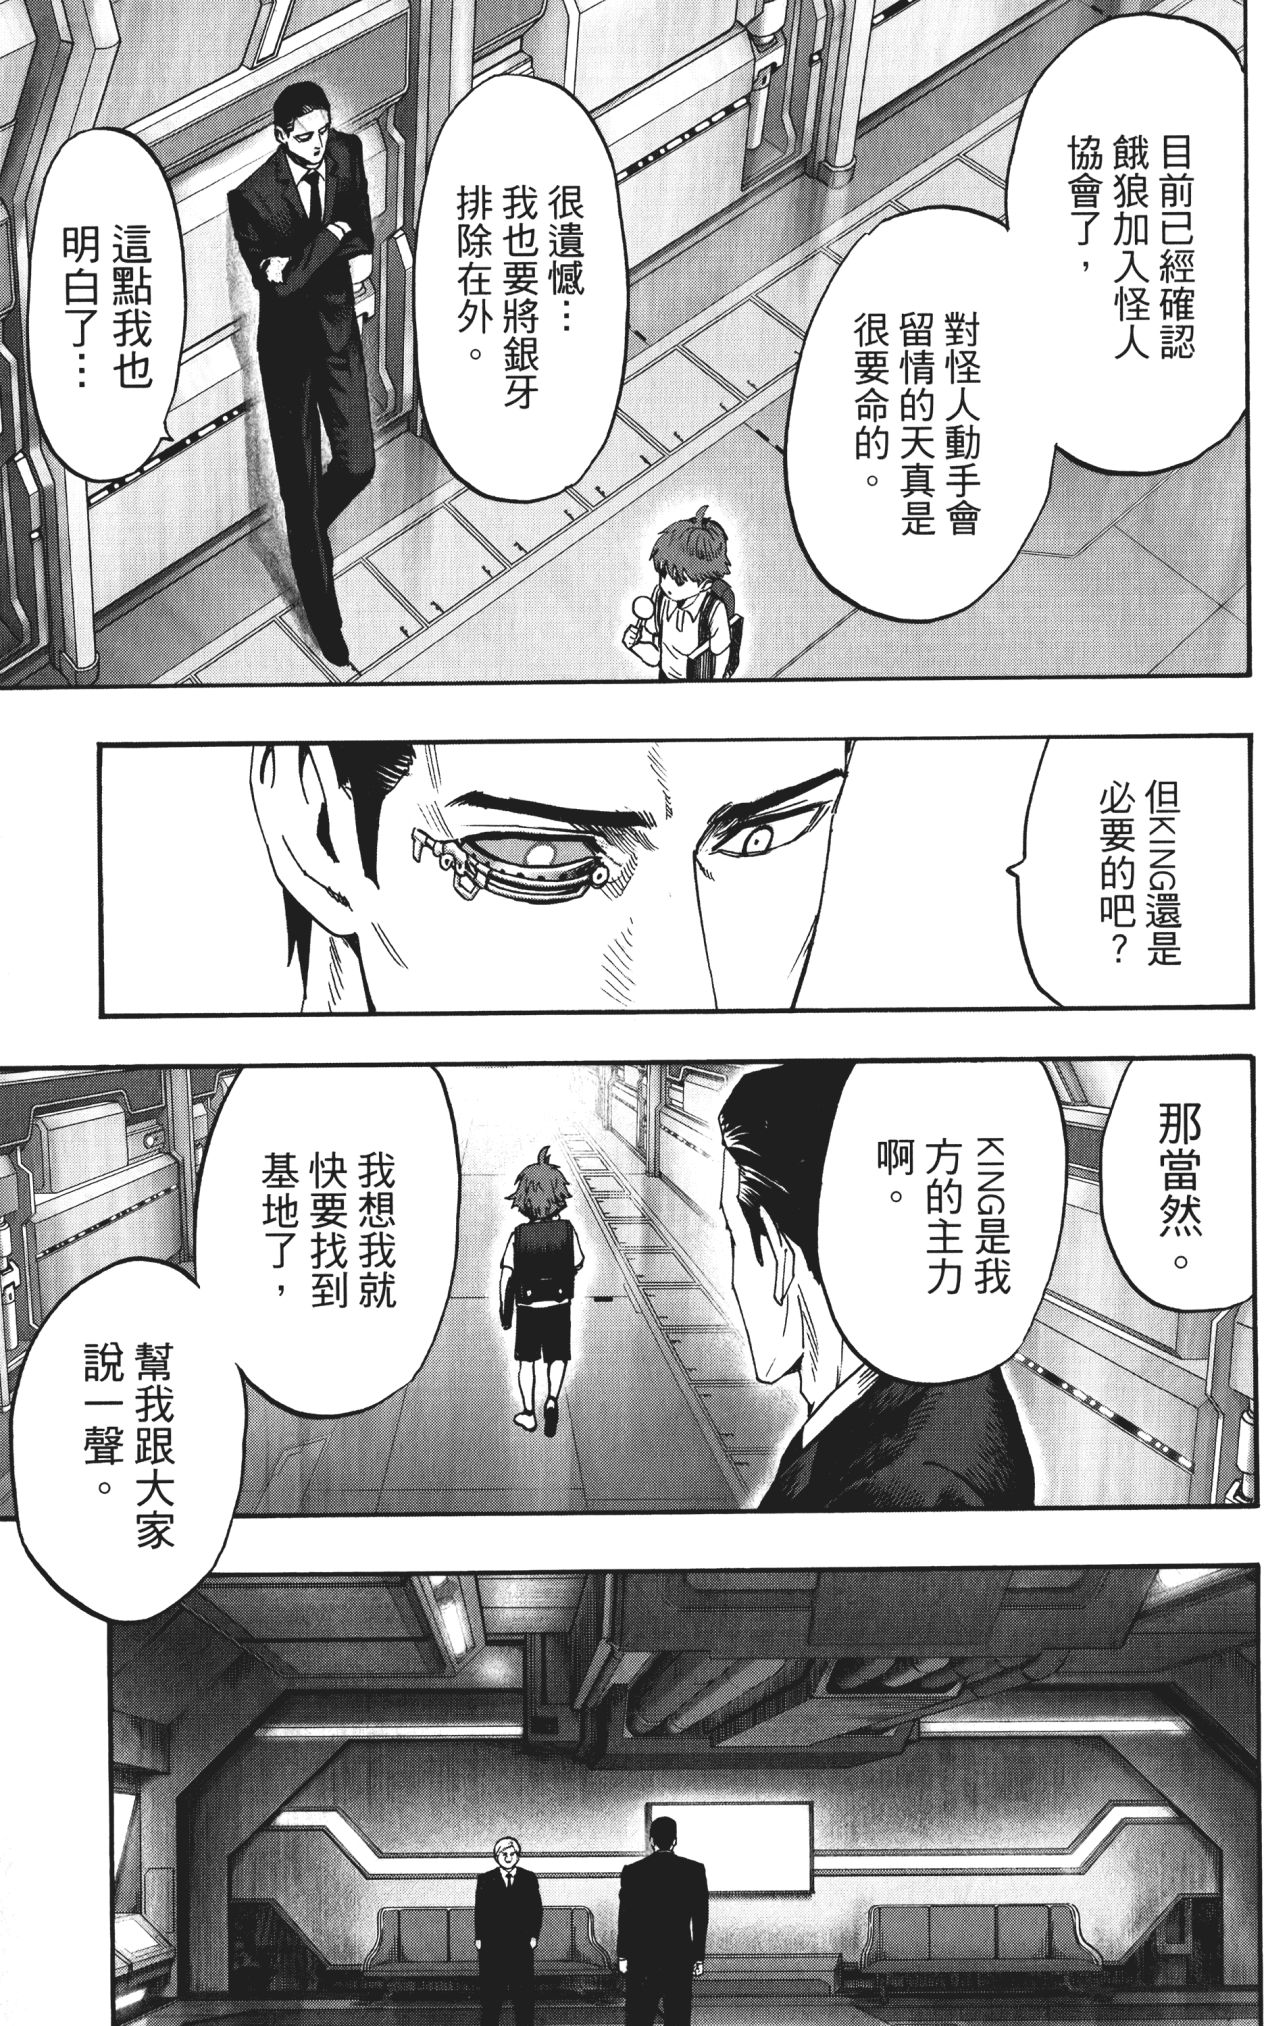 目前已經確認
餓狼加入怪人
協會了，
對怪人動手會
留情的天真是
很要命的。
很遺憾…
我也要將銀牙
排除在外。
這點我也
明白了…
但KING還是
必要的吧？
那當然。
KING是我
方的主力
啊。
我想我就
快要找到
基地了，
幫我跟大家
說一聲。